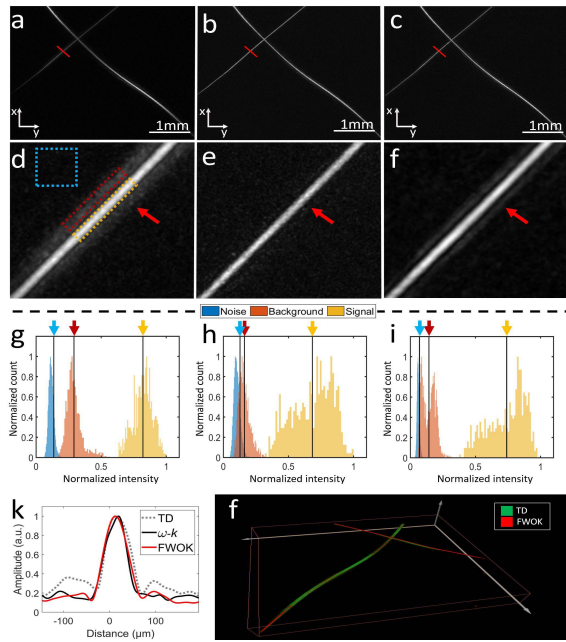 a
b
c
x
y
1mm
x
y
1mm
x
y
1mm
d
e
f
Noise Background Signal
g
h
i
Normalized count
1
0.8
0.6
0.4
0.2
0
0 0.5 1
Normalized intensity
Normalized count
1
0.8
0.6
0.4
0.2
0
0 0.5 1
Normalized intensity
Normalized count
1
0.8
0.6
0.4
0.2
0
0 0.5 1
Normalized intensity
k
Amplitude (a.u.)
1.0
0.8
0.6
0.4
0.2
0
-100 0 100
Distance (µm)
TD
ω-k
FWOK
f
TD
FWOK